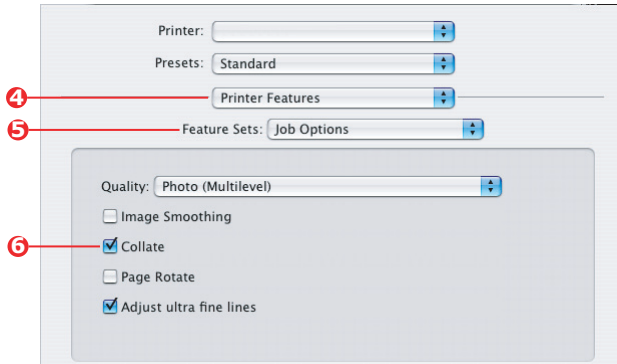 Printer:
Presets: Standard
4 Printer Features
5 Feature Sets: Job Options
Quality: Photo (Multilevel)
Image Smoothing
6 Collate
Page Rotate
Adjust ultra fine lines